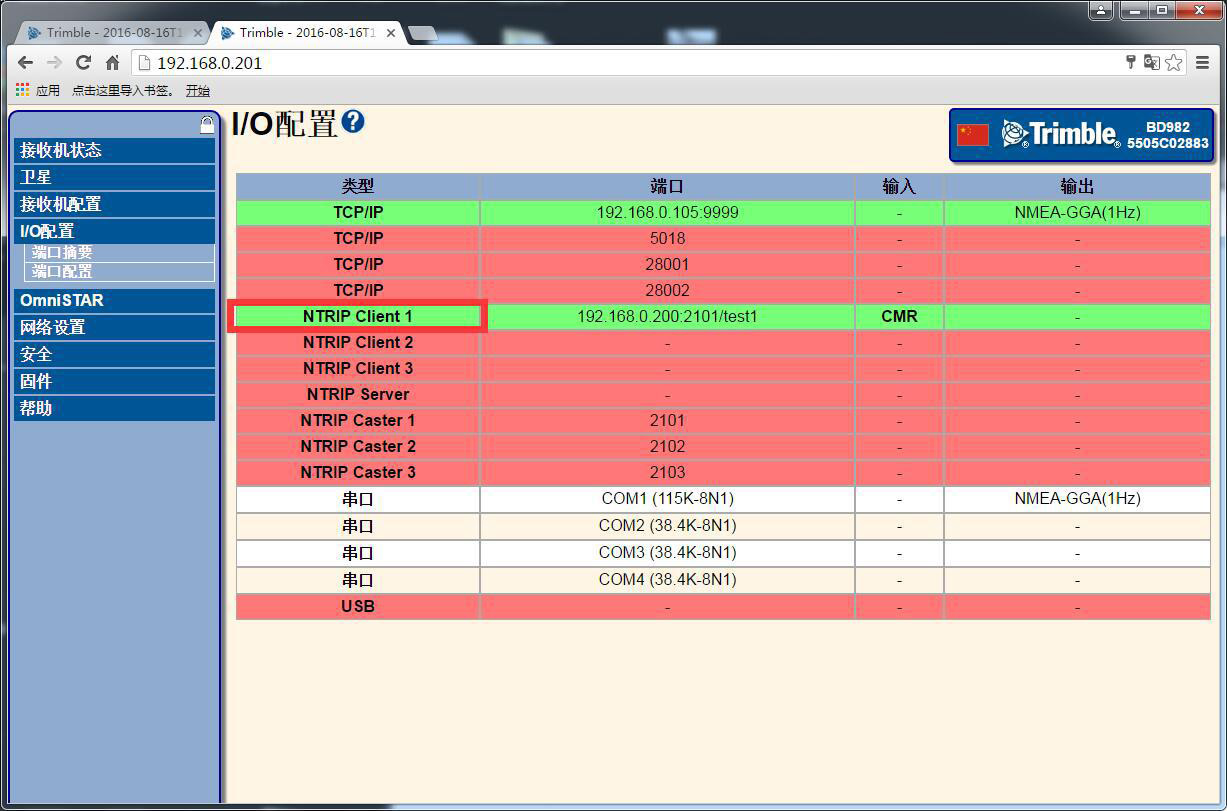 Trimble - 2016-08-16T1
Trimble - 2016-08-16T1
192.168.0.201
应用 点击这里导入书签。 开始
I/O配置
Trimble BD982
5505C02883
接收机状态
卫星
接收机配置
I/O配置
端口摘要
端口配置
OmniSTAR
网络设置
安全
固件
帮助
类型 端口 输入 输出
TCP/IP 192.168.0.105:9999 - NMEA-GGA(1Hz)
TCP/IP 5018 - -
TCP/IP 28001 - -
TCP/IP 28002 - -
NTRIP Client 1 192.168.0.200:2101/test1 CMR -
NTRIP Client 2 - - -
NTRIP Client 3 - - -
NTRIP Server - - -
NTRIP Caster 1 2101 - -
NTRIP Caster 2 2102 - -
NTRIP Caster 3 2103 - -
串口 COM1 (115K-8N1) - NMEA-GGA(1Hz)
串口 COM2 (38.4K-8N1) - -
串口 COM3 (38.4K-8N1) - -
串口 COM4 (38.4K-8N1) - -
USB - - -